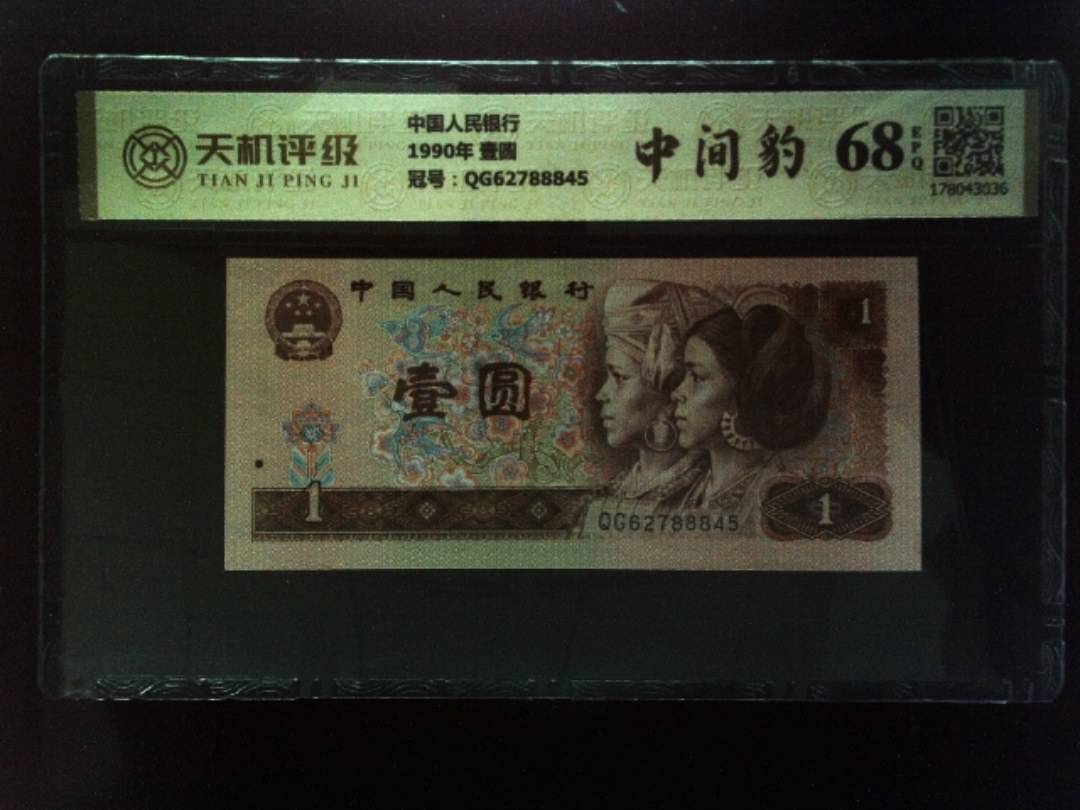 天机评级
TIAN JI PING JI
中国人民银行
1990年 壹圆
冠号：QG62788845
中间豹
68
EPQ
178043036
中国人民银行
1
壹圆
1
QG62788845
1